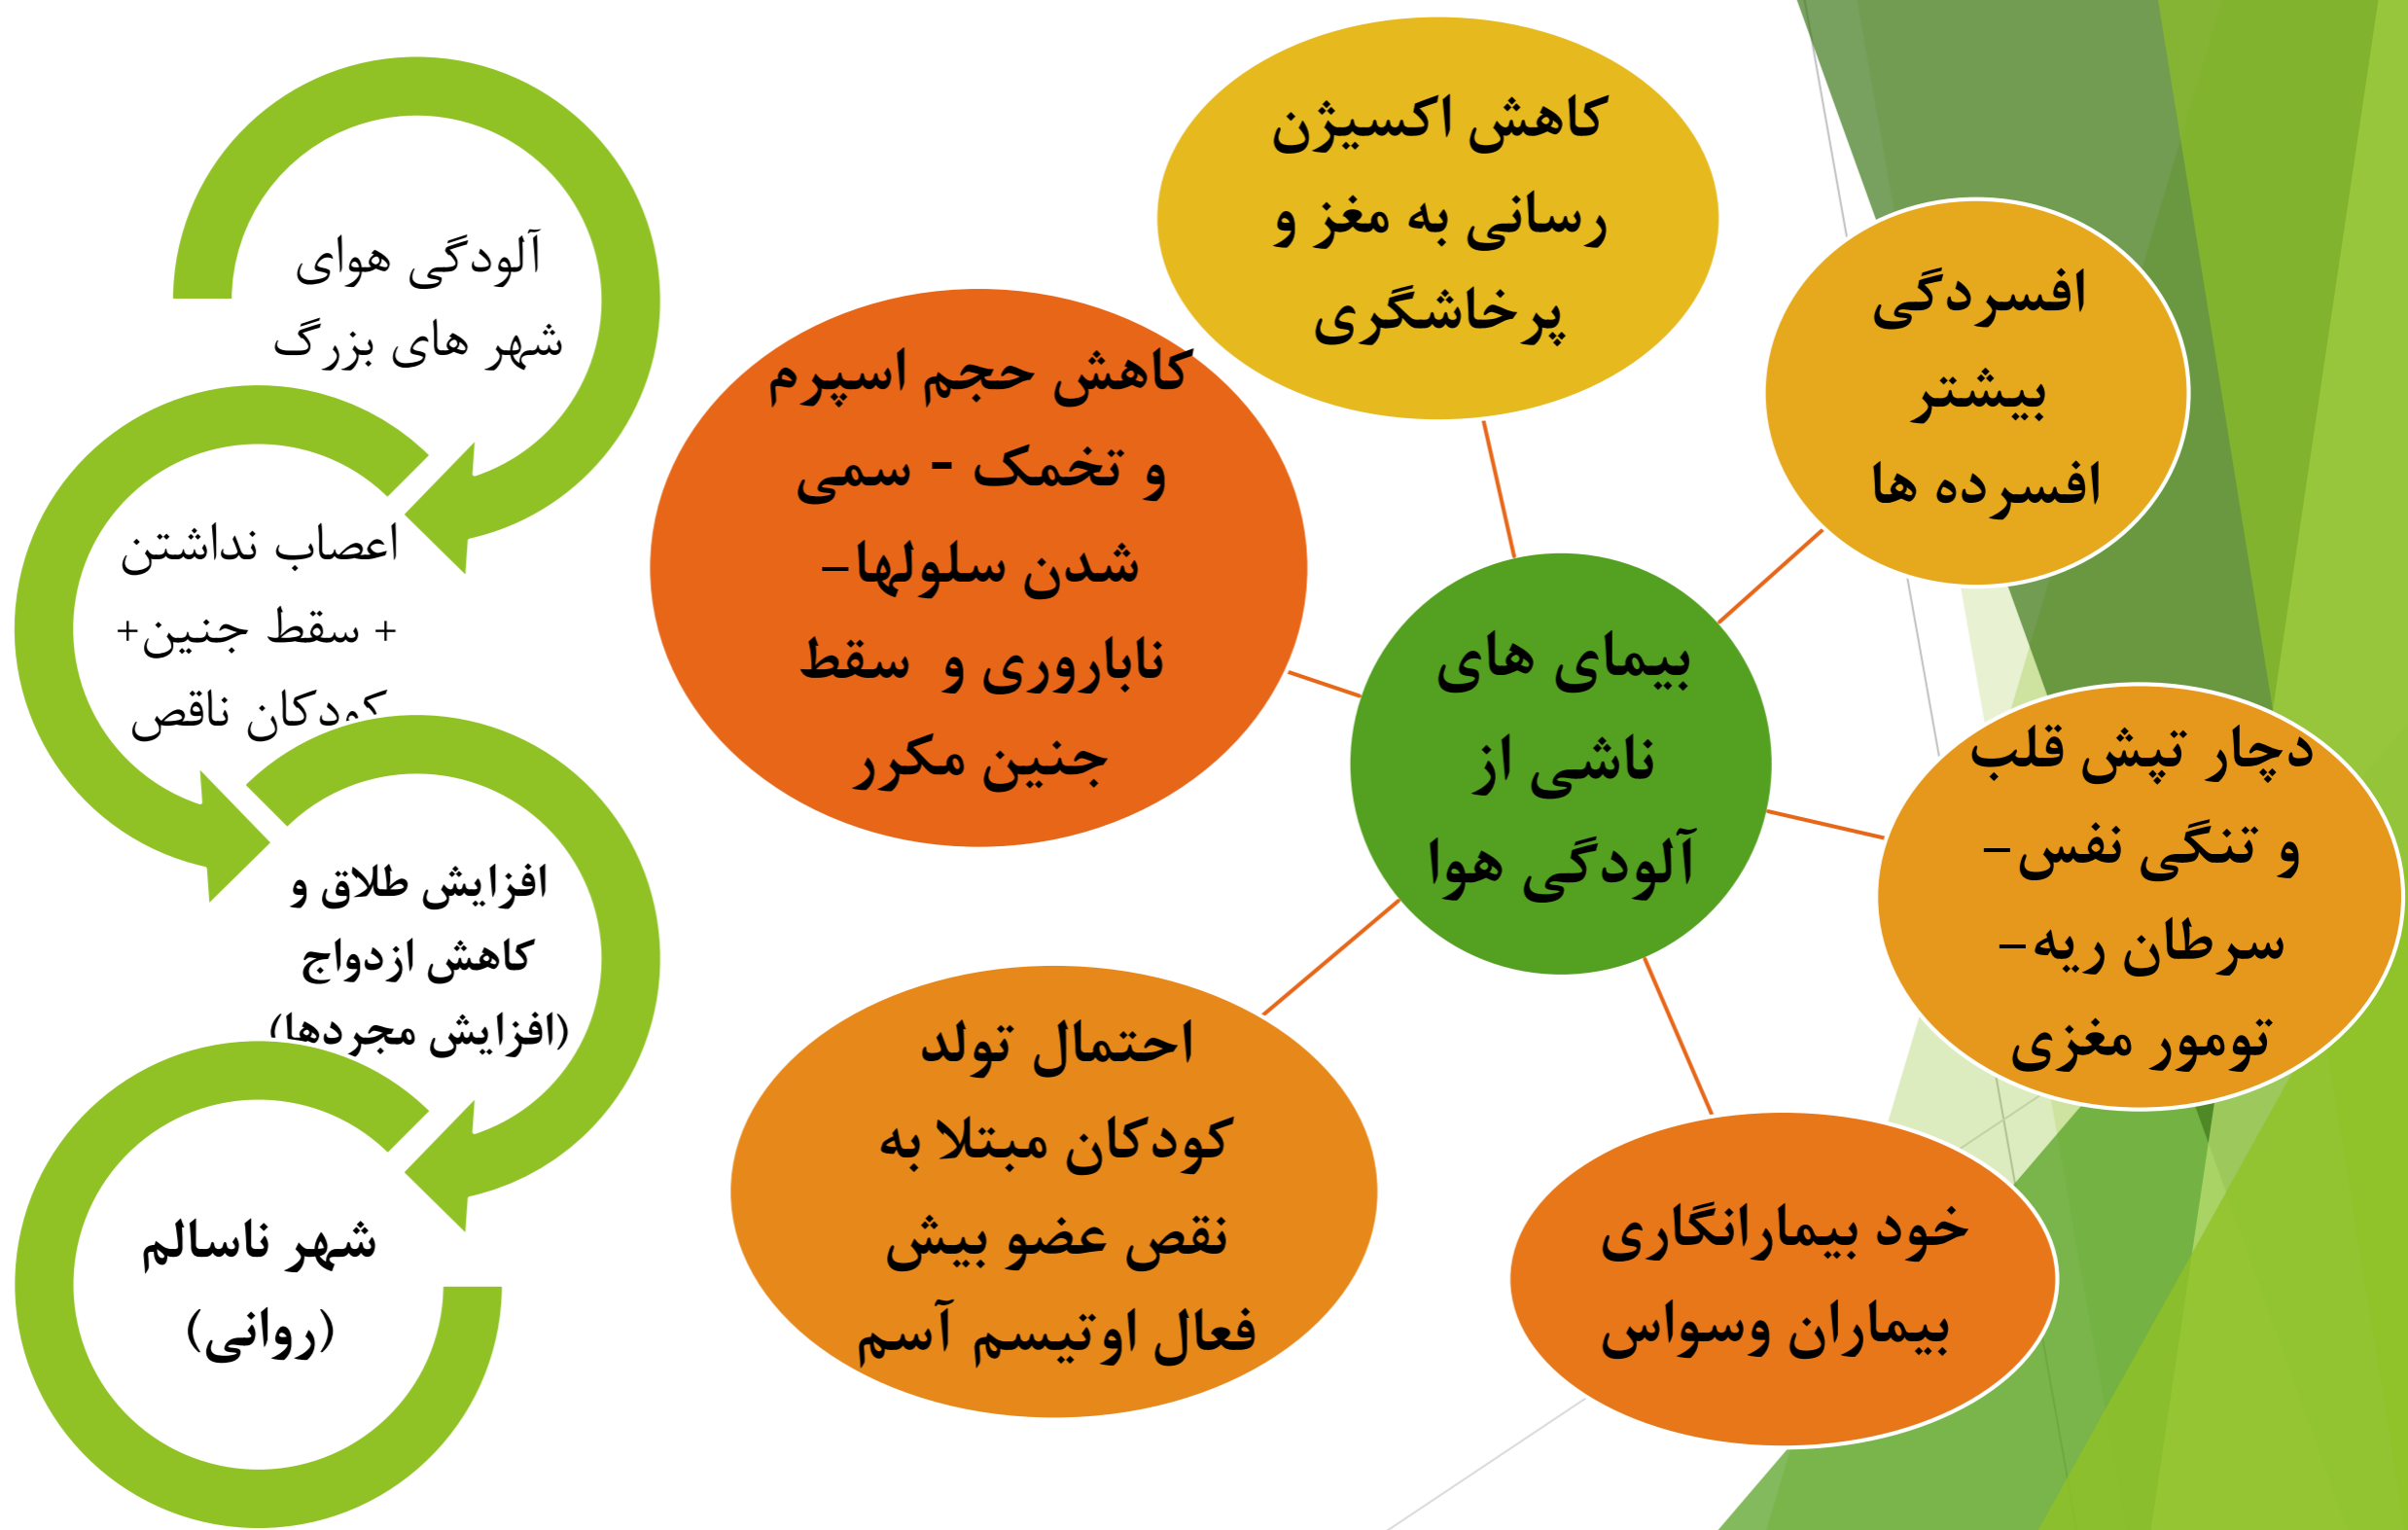 آلودگی هوای
شهر های بزرگ
اعصاب نداشتن
+ سقط جنین+
کودکان ناقص
افزایش طلاق و
کاهش ازدواج
(افزایش مجردها)
شهر ناسالم
(روانی)
کاهش اکسیژن
رسانی به مغز و
پرخاشگری
افسردگی
بیشتر
افسرده ها
دچار تپش قلب
و تنگی نفس–
سرطان ریه–
تومور مغزی
خود بیمارانگاری
بیماران وسواس
احتمال تولد
کودکان مبتلا به
نقص عضو بیش
فعال اوتیسم آسم
کاهش حجم اسپرم
و تخمک - سمی
شدن سلولها–
ناباروری و سقط
جنین مکرر
بیمای های
ناشی از
آلودگی هوا